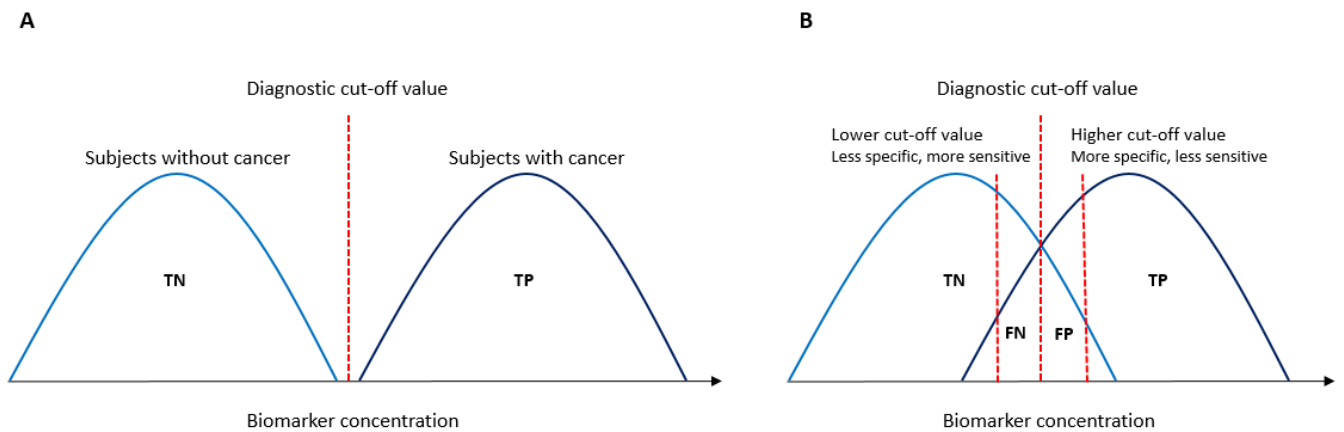 A
Diagnostic cut-off value
Subjects without cancer
Subjects with cancer
TN
TP
Biomarker concentration
B
Diagnostic cut-off value
Lower cut-off value
Less specific, more sensitive
Higher cut-off value
More specific, less sensitive
TN
TP
FN
FP
Biomarker concentration